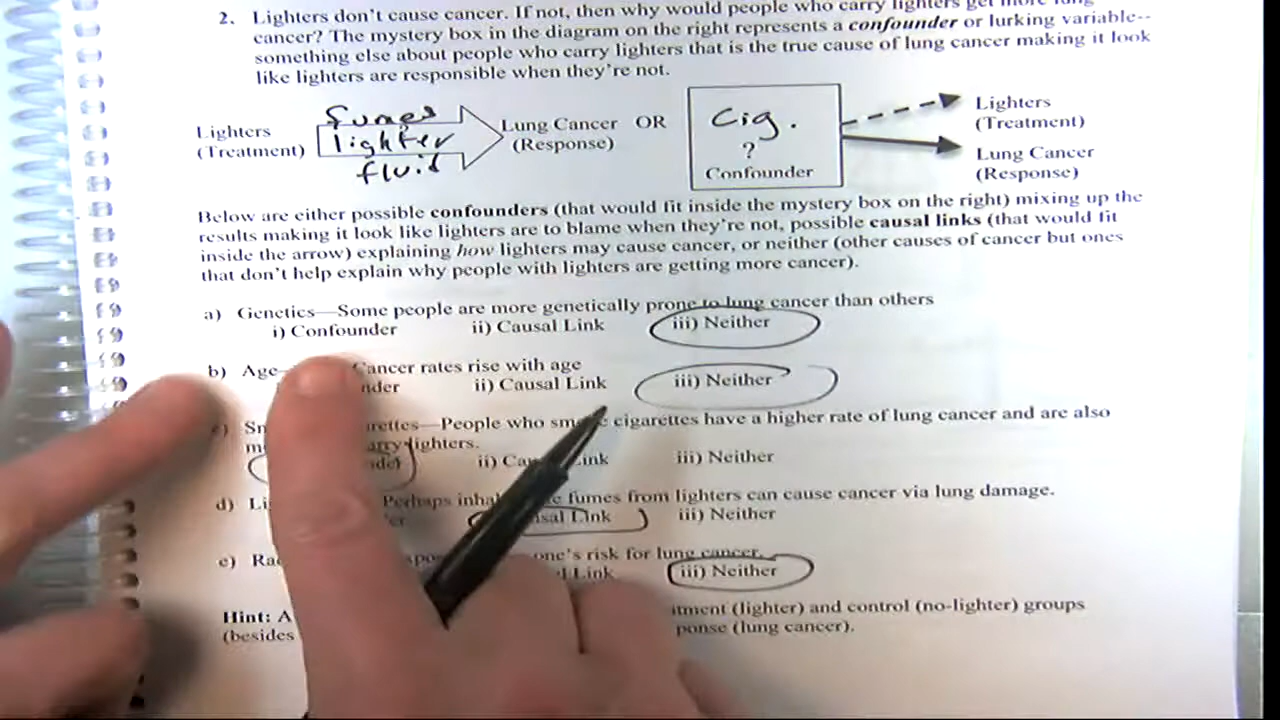 2. Lighters don't cause cancer. If not, then why would people who carry lighters get more lung
cancer? The mystery box in the diagram on the right represents a confounder or lurking variable--
something else about people who carry lighters that is the true cause of lung cancer making it look
like lighters are responsible when they're not.
Lighters
(Treatment)
fumes
lighter
fluid
Lung Cancer OR
(Response)
Cig.
?
Confounder
Lighters
(Treatment)
Lung Cancer
(Response)
Below are either possible confounders (that would fit inside the mystery box on the right) mixing up the
results making it look like lighters are to blame when they're not, possible causal links (that would fit
inside the arrow) explaining how lighters may cause cancer, or neither (other causes of cancer but ones
that don't help explain why people with lighters are getting more cancer).
a) Genetics—Some people are more genetically prone to lung cancer than others
i) Confounder ii) Causal Link iii) Neither
b) Age— Cancer rates rise with age
ii) Causal Link iii) Neither
People who smoke cigarettes have a higher rate of lung cancer and are also
lighters.
ii) Link iii) Neither
d) Perhaps fumes from lighters can cause cancer via lung damage.
Link iii) Neither
e) one's risk for lung cancer.
Link iii) Neither
Hint: (lighter) and control (no-lighter) groups
(besides (lung cancer).